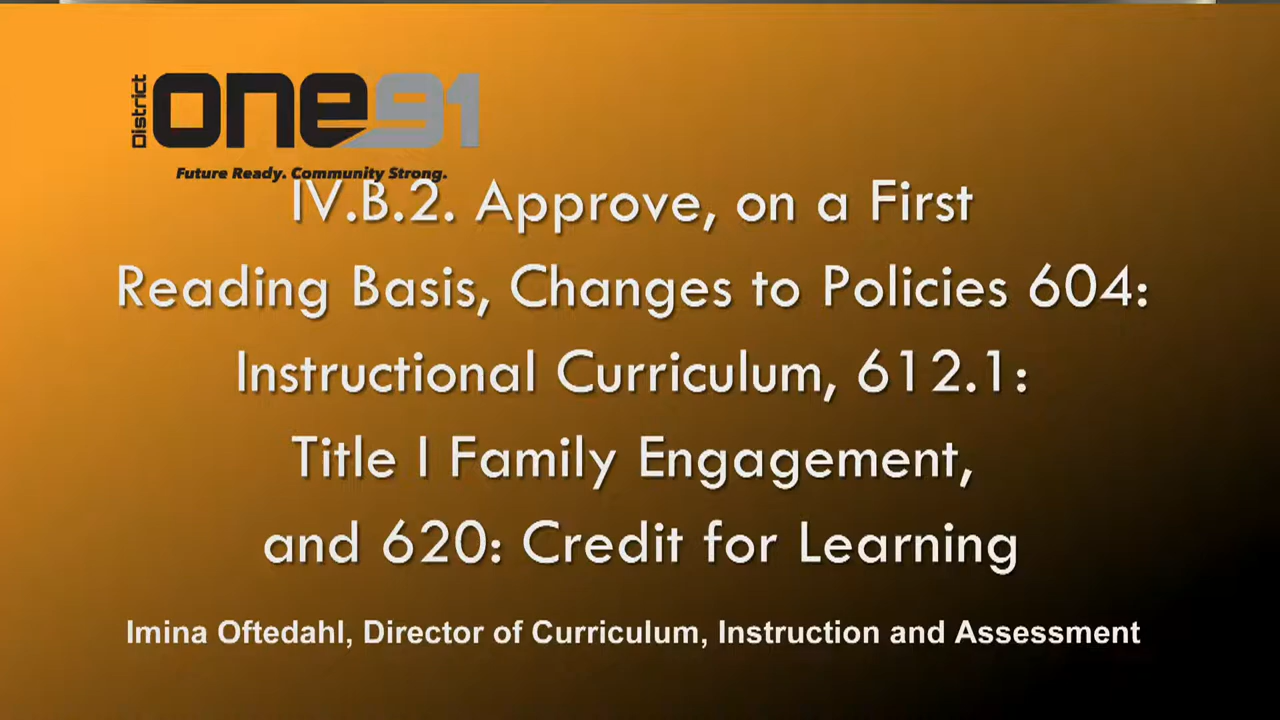 District
one91
Future Ready. Community Strong.
IV.B.2. Approve, on a First
Reading Basis, Changes to Policies 604:
Instructional Curriculum, 612.1:
Title I Family Engagement,
and 620: Credit for Learning
Imina Oftedahl, Director of Curriculum, Instruction and Assessment